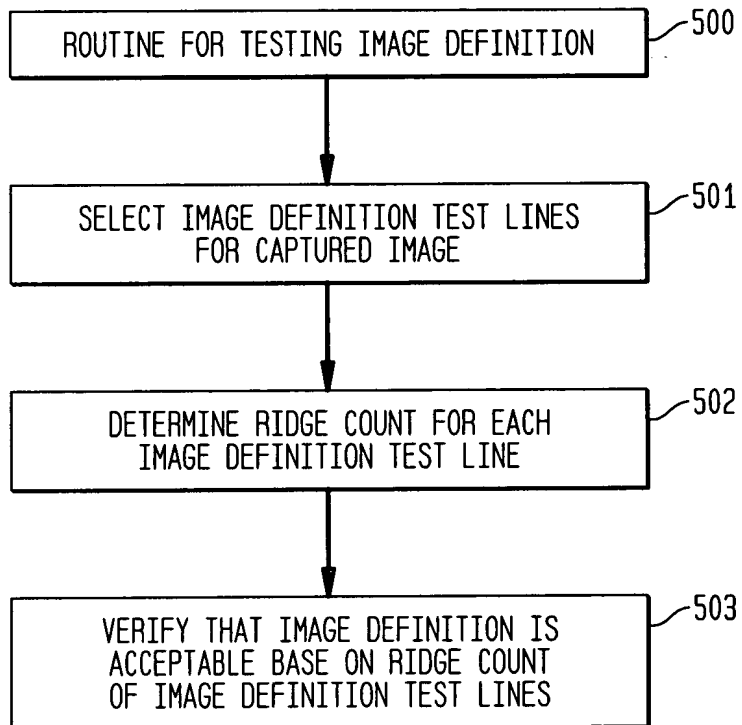 ROUTINE FOR TESTING IMAGE DEFINITION
500
SELECT IMAGE DEFINITION TEST LINES
FOR CAPTURED IMAGE
501
DETERMINE RIDGE COUNT FOR EACH
IMAGE DEFINITION TEST LINE
502
VERIFY THAT IMAGE DEFINITION IS
ACCEPTABLE BASE ON RIDGE COUNT
OF IMAGE DEFINITION TEST LINES
503